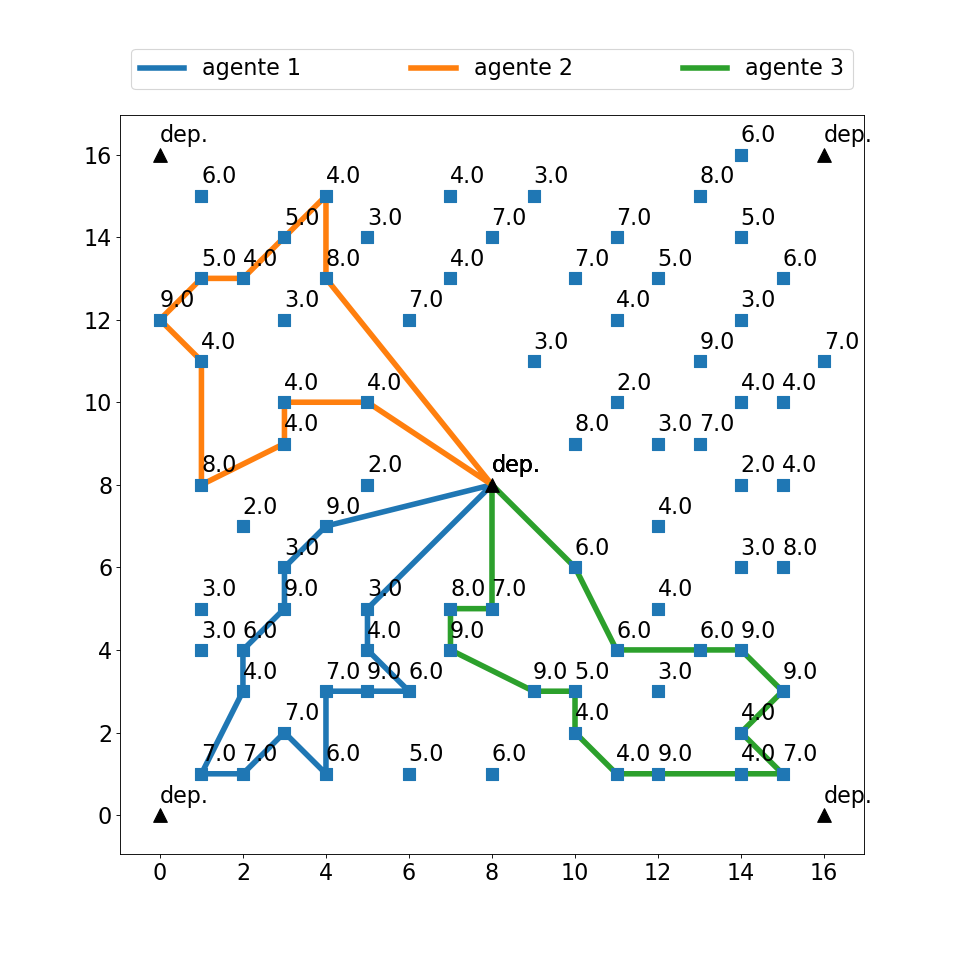 agente 1 agente 2 agente 3
dep. 6.0 dep.
16
6.0 4.0 4.0 3.0 8.0
5.0 3.0 7.0 7.0 5.0
14
5.0 4.0 8.0 4.0 7.0 5.0 6.0
9.0 3.0 7.0 4.0 3.0
12
4.0 3.0 9.0 7.0
4.0 4.0 2.0 4.0 4.0
10
4.0 8.0 3.0 7.0
8.0 2.0 dep. 2.0 4.0
8
2.0 9.0 4.0
3.0 6.0 3.0 8.0
6
3.0 9.0 3.0 8.0 7.0 4.0
3.0 6.0 4.0 9.0 6.0 6.0 9.0
4
4.0 7.0 9.0 6.0 9.0 5.0 3.0 9.0
7.0 4.0 4.0
2
7.0 7.0 6.0 5.0 6.0 4.0 9.0 4.0 7.0
dep. dep.
0
0 2 4 6 8 10 12 14 16